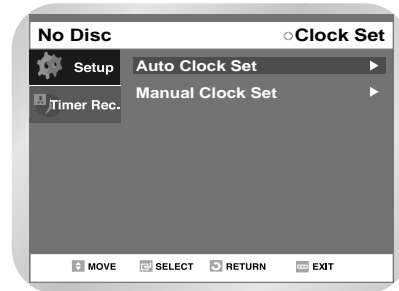 No Disc Clock Set
Setup
Auto Clock Set
Manual Clock Set
Timer Rec.
MOVE SELECT RETURN EXIT